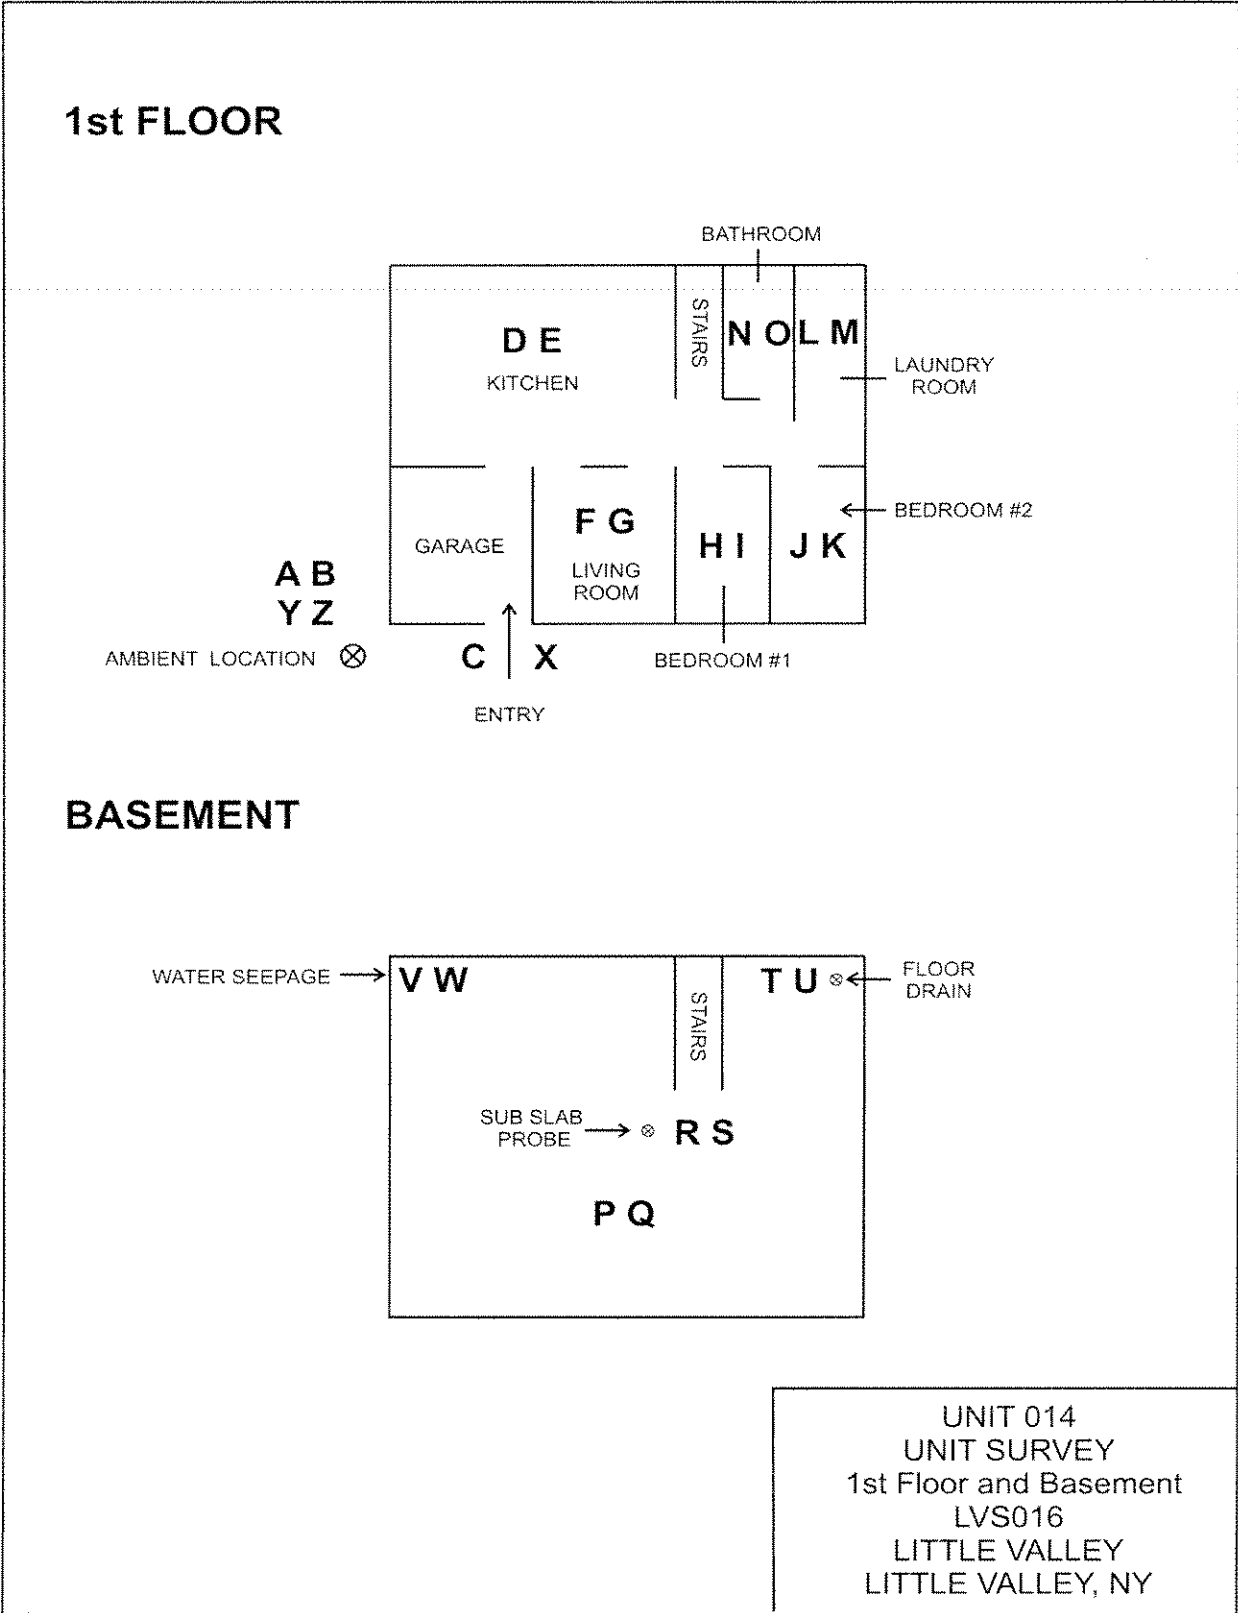 1st FLOOR
BATHROOM
STAIRS
N O L M
D E
KITCHEN
LAUNDRY
ROOM
F G
BEDROOM #2
GARAGE
H I
J K
LIVING
ROOM
A B
Y Z
AMBIENT LOCATION
C
X
BEDROOM #1
ENTRY
BASEMENT
WATER SEEPAGE
V W
T U
FLOOR
DRAIN
STAIRS
SUB SLAB
PROBE
R S
P Q
UNIT 014
UNIT SURVEY
1st Floor and Basement
LVS016
LITTLE VALLEY
LITTLE VALLEY, NY